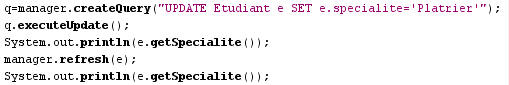 q=manager.createQuery("UPDATE Etudiant e SET e.specialite='Platrier'");
q.executeUpdate();
System.out.println(e.getSpecialite());
manager.refresh(e);
System.out.println(e.getSpecialite());